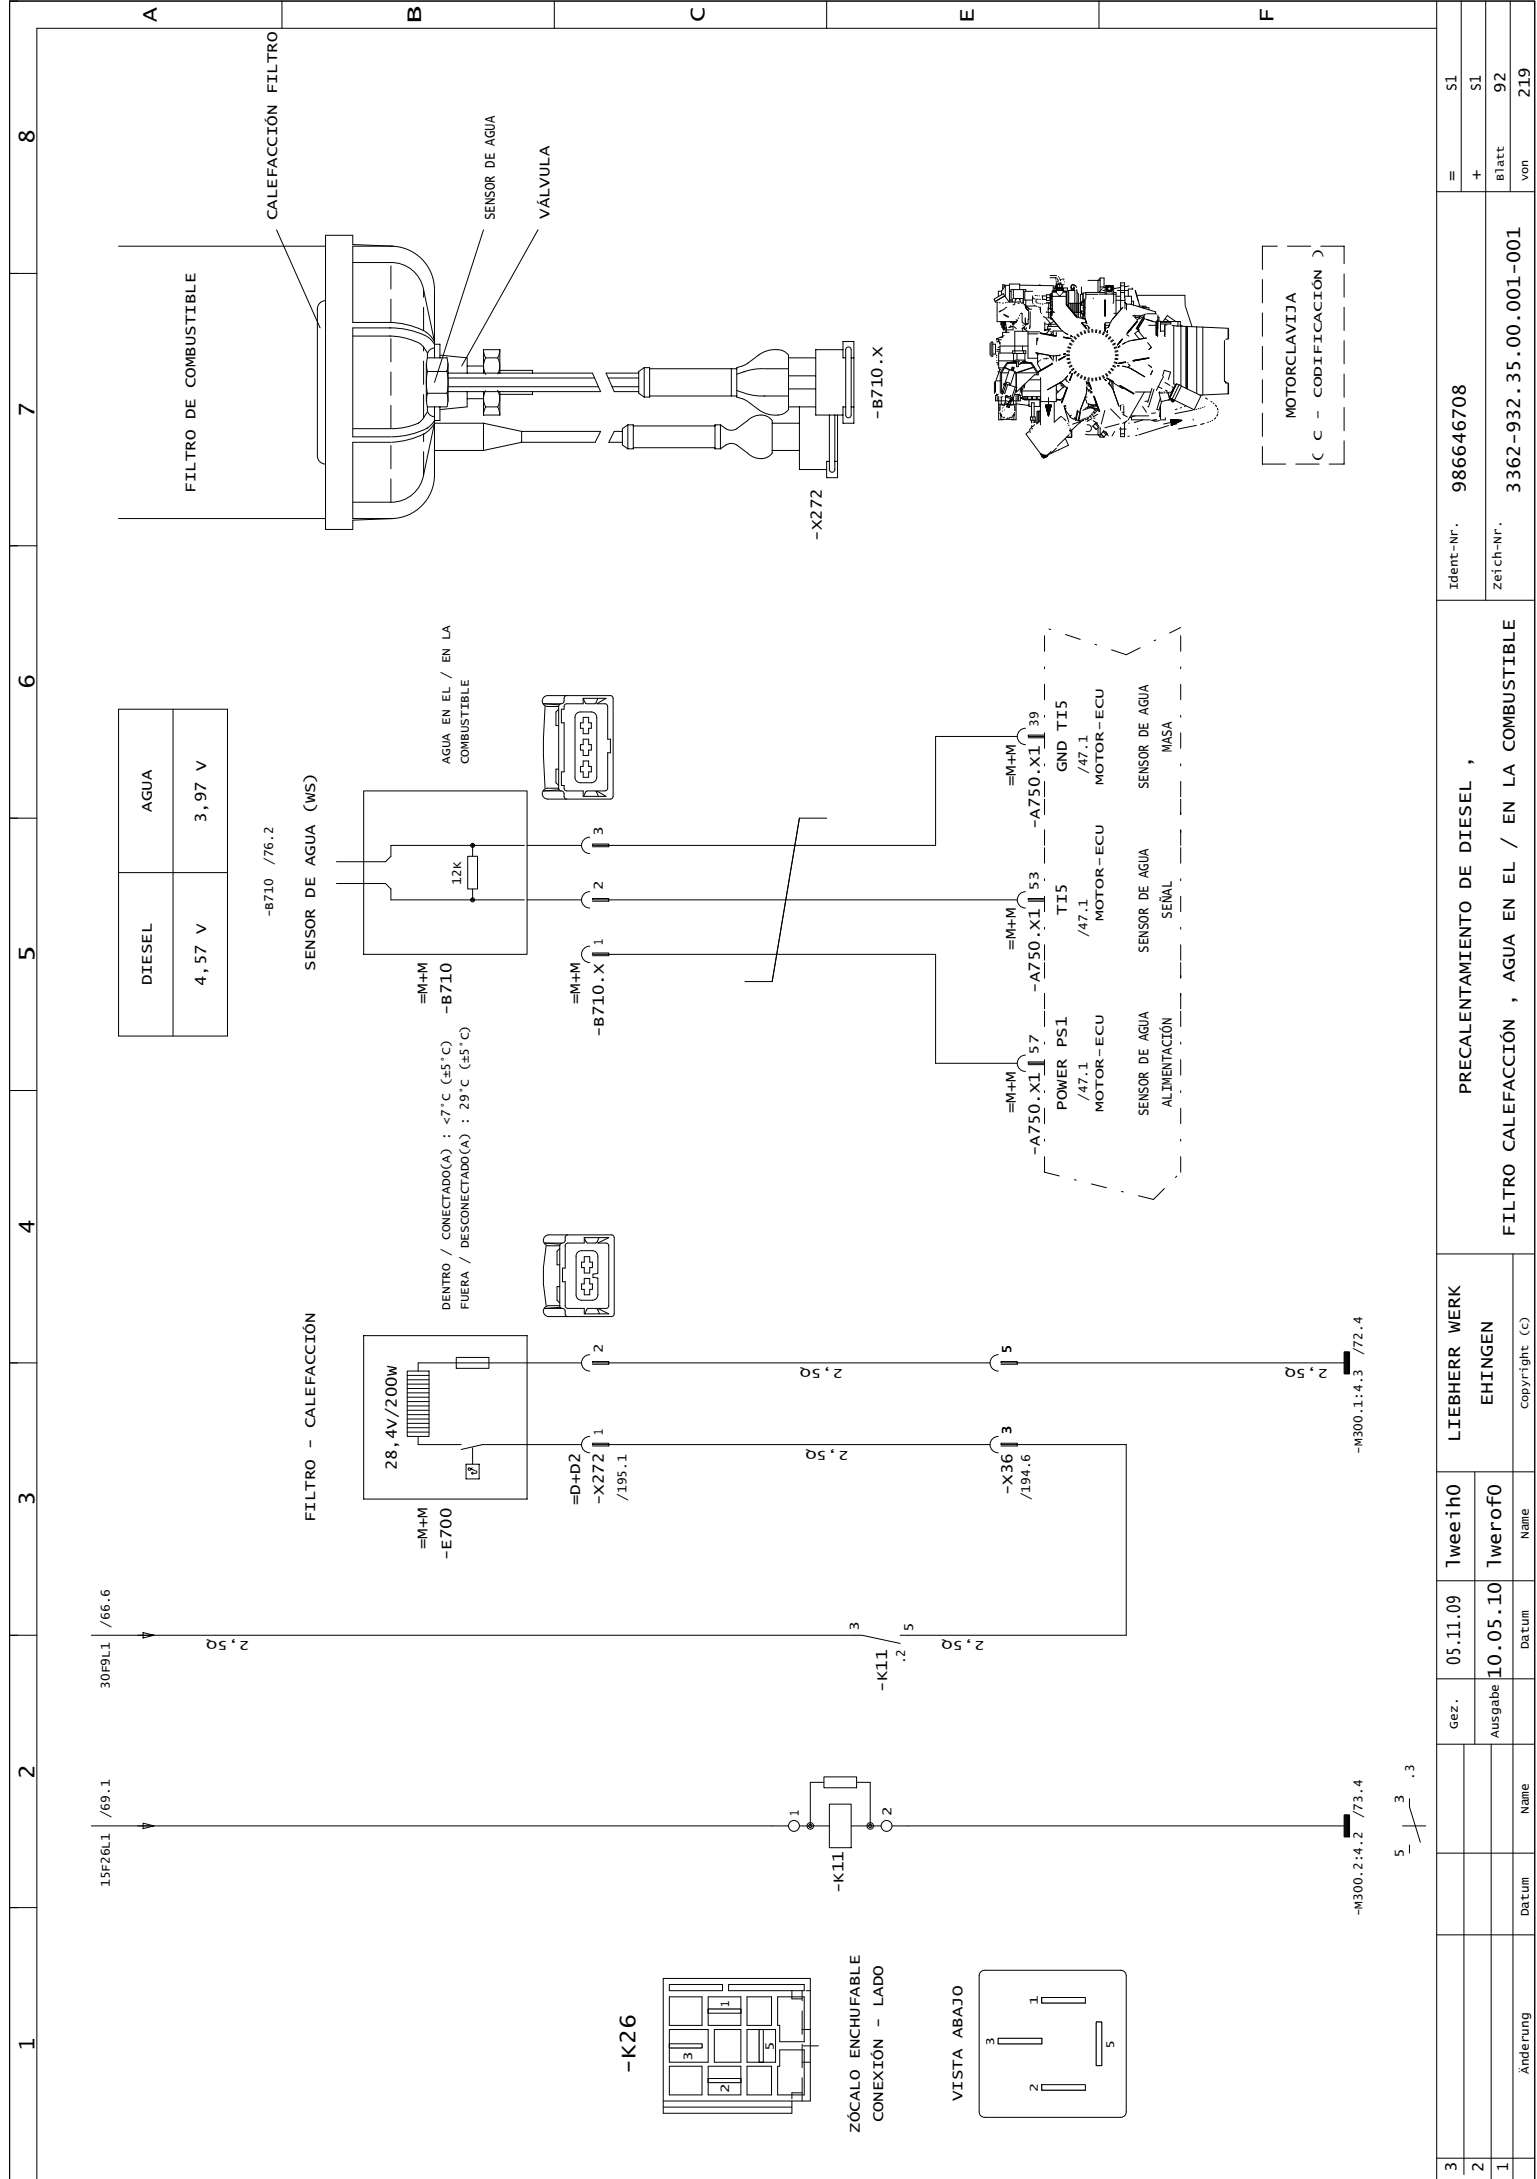 1
2
3
4
5
6
7
8
A
B
C
E
F
15F26L1 /69.1
30F9L1 /66.6
DIESEL
AGUA
4,57 V
3,97 V
FILTRO DE COMBUSTIBLE
CALEFACCIÓN FILTRO
SENSOR DE AGUA
VÁLVULA
2,5Q
FILTRO - CALEFACCIÓN
=M+M
-E700
28,4V/200W
ϑ
DENTRO / CONECTADO(A) : <7°C (±5°C)
FUERA / DESCONECTADO(A) : 29°C (±5°C)
-B710 /76.2
SENSOR DE AGUA (WS)
=M+M
-B710
12K
AGUA EN EL / EN LA
COMBUSTIBLE
=D+D2
-X272
/195.1
1
2
=M+M
-B710.X
1
2
3
-K26
1
2
3
5
ZÓCALO ENCHUFABLE
CONEXIÓN - LADO
VISTA ABAJO
1
2
3
5
-K11
1
2
-K11
.2
3
5
2,5Q
2,5Q
2,5Q
-X36
/194.6
3
5
2,5Q
-X272
-B710.X
=M+M
-A750.X1
57
POWER PS1
/47.1
MOTOR-ECU
SENSOR DE AGUA
ALIMENTACIÓN
=M+M
-A750.X1
53
TI5
/47.1
MOTOR-ECU
SENSOR DE AGUA
SEÑAL
=M+M
-A750.X1
39
GND TI5
/47.1
MOTOR-ECU
SENSOR DE AGUA
MASA
MOTORCLAVIJA
( C - CODIFICACIÓN )
-M300.2:4.2 /73.4
-M300.1:4.3 /72.4
5
3
.3
3
2
1
Änderung
Datum
Name
Gez.
05.11.09
lweeih0
Ausgabe
10.05.10
lwerof0
Datum
Name
LIEBHERR WERK
EHINGEN
Copyright (c)
PRECALENTAMIENTO DE DIESEL ,
FILTRO CALEFACCIÓN , AGUA EN EL / EN LA COMBUSTIBLE
Ident-Nr. 986646708
Zeich-Nr. 3362-932.35.00.001-001
= S1
+ S1
Blatt 92
von 219